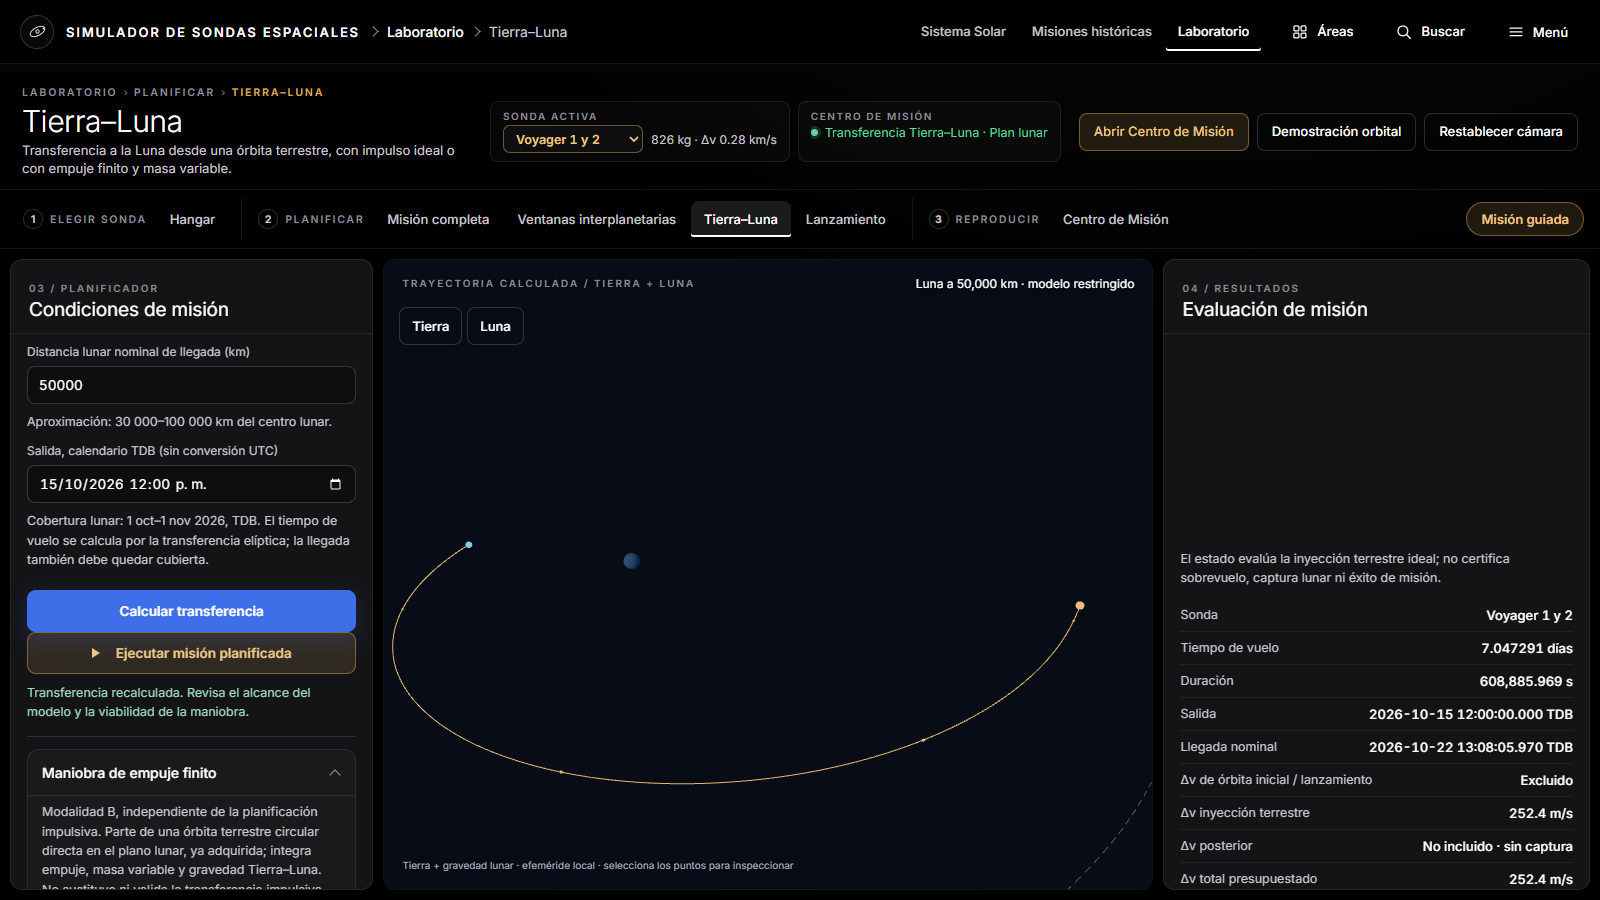 SIMULADOR DE SONDAS ESPACIALES > Laboratorio > Tierra–Luna
Sistema Solar
Misiones históricas
Laboratorio
Áreas
Buscar
Menú
LABORATORIO › PLANIFICAR › TIERRA–LUNA
Tierra–Luna
Transferencia a la Luna desde una órbita terrestre, con impulso ideal o
con empuje finito y masa variable.
SONDA ACTIVA
Voyager 1 y 2
826 kg · Δv 0.28 km/s
CENTRO DE MISIÓN
Transferencia Tierra–Luna · Plan lunar
Abrir Centro de Misión
Demostración orbital
Restablecer cámara
1 ELEGIR SONDA
Hangar
2 PLANIFICAR
Misión completa
Ventanas interplanetarias
Tierra–Luna
Lanzamiento
3 REPRODUCIR
Centro de Misión
Misión guiada
03 / PLANIFICADOR
Condiciones de misión
Distancia lunar nominal de llegada (km)
50000
Aproximación: 30 000–100 000 km del centro lunar.
Salida, calendario TDB (sin conversión UTC)
15/10/2026 12:00 p. m.
Cobertura lunar: 1 oct–1 nov 2026, TDB. El tiempo de
vuelo se calcula por la transferencia elíptica; la llegada
también debe quedar cubierta.
Calcular transferencia
Ejecutar misión planificada
Transferencia recalculada. Revisa el alcance del
modelo y la viabilidad de la maniobra.
Maniobra de empuje finito
Modalidad B, independiente de la planificación
impulsiva. Parte de una órbita terrestre circular
directa en el plano lunar, ya adquirida; integra
empuje, masa variable y gravedad Tierra–Luna.
No sustituye ni valida la transferencia impulsiva
TRAYECTORIA CALCULADA / TIERRA + LUNA
Luna a 50,000 km · modelo restringido
Tierra
Luna
Tierra + gravedad lunar · efeméride local · selecciona los puntos para inspeccionar
04 / RESULTADOS
Evaluación de misión
El estado evalúa la inyección terrestre ideal; no certifica
sobrevuelo, captura lunar ni éxito de misión.
Sonda Voyager 1 y 2
Tiempo de vuelo 7.047291 días
Duración 608,885.969 s
Salida 2026-10-15 12:00:00.000 TDB
Llegada nominal 2026-10-22 13:08:05.970 TDB
Δv de órbita inicial / lanzamiento Excluido
Δv inyección terrestre 252.4 m/s
Δv posterior No incluido · sin captura
Δv total presupuestado 252.4 m/s